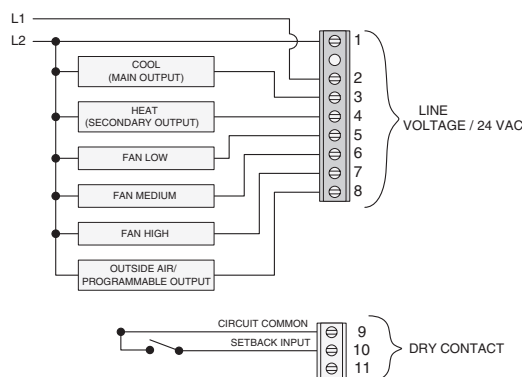 L1
L2
COOL
(MAIN OUTPUT)
HEAT
(SECONDARY OUTPUT)
FAN LOW
FAN MEDIUM
FAN HIGH
OUTSIDE AIR/
PROGRAMMABLE OUTPUT
1
2
3
4
5
6
7
8
LINE
VOLTAGE / 24 VAC
CIRCUIT COMMON
SETBACK INPUT
9
10
11
DRY CONTACT